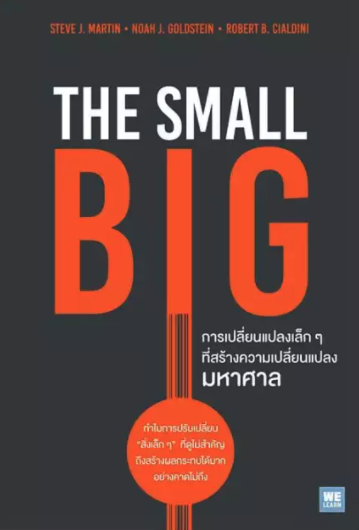 STEVE J. MARTIN • NOAH J. GOLDSTEIN • ROBERT B. CIALDINI
THE SMALL
BIG
การเปลี่ยนแปลงเล็ก ๆ
ที่สร้างความเปลี่ยนแปลง
มหาศาล
ทำไมการปรับเปลี่ยน
“สิ่งเล็ก ๆ” ที่ดูไม่สำคัญ
ถึงสร้างผลกระทบได้มาก
อย่างคาดไม่ถึง
WE
LEARN